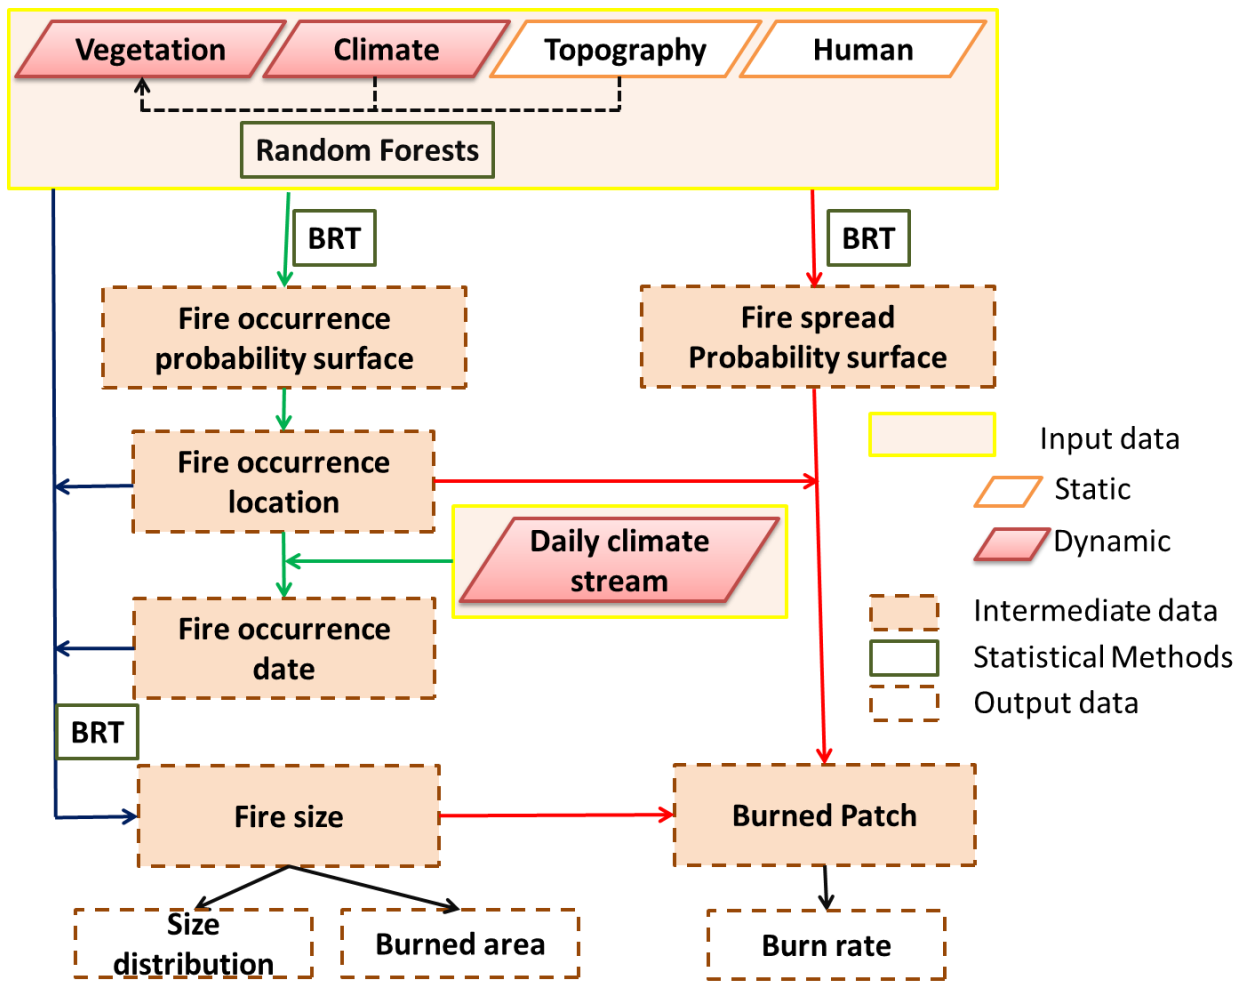 Vegetation
Climate
Topography
Human
Random Forests
BRT
BRT
Fire occurrence
probability surface
Fire spread
Probability surface
Fire occurrence
location
Input data
Static
Daily climate
stream
Dynamic
Fire occurrence
date
Intermediate data
Statistical Methods
Output data
BRT
Fire size
Burned Patch
Size
distribution
Burned area
Burn rate